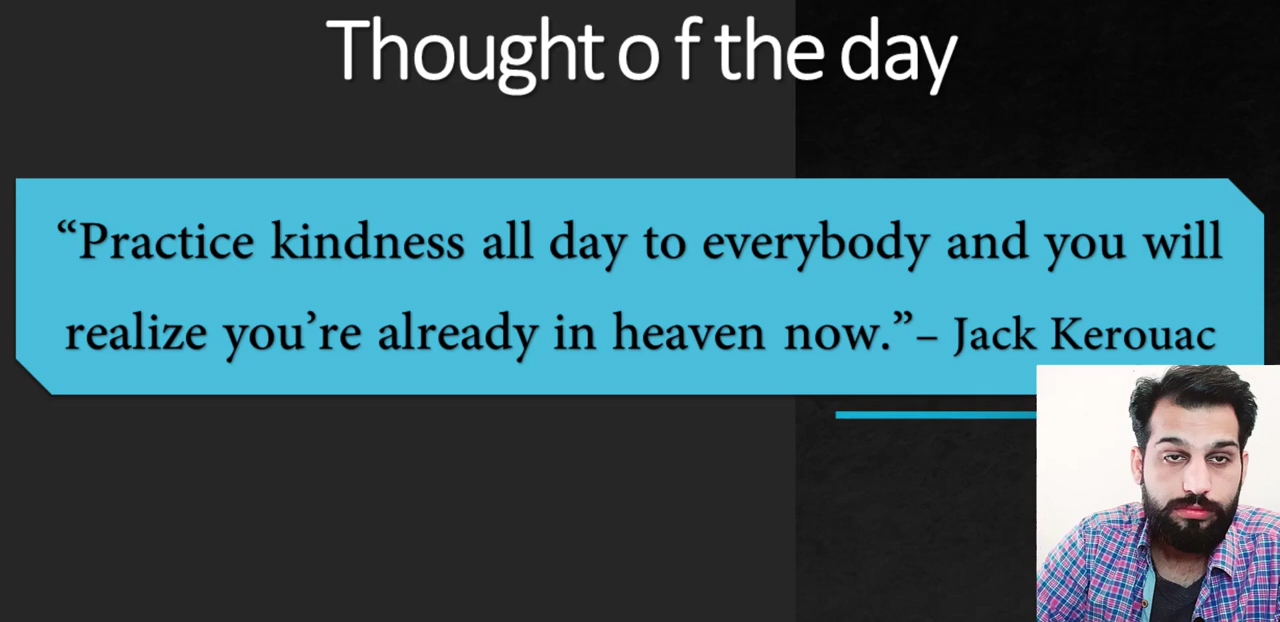 Thought of the day
“Practice kindness all day to everybody and you will
realize you’re already in heaven now.”– Jack Kerouac